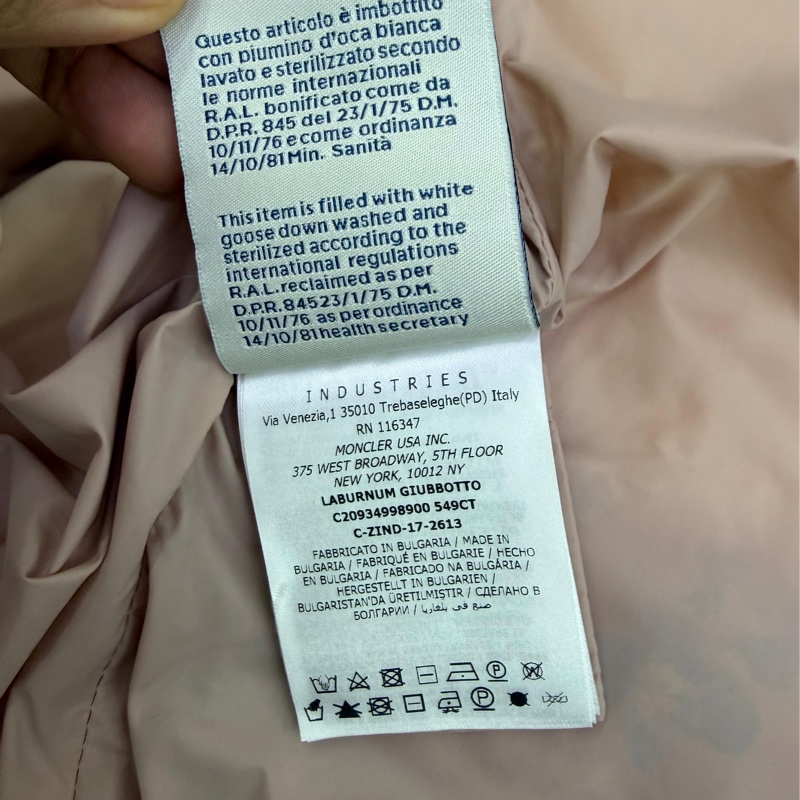 Questo articolo è imbottito
con piumino d'oca bianca
lavato e sterilizzato secondo
le norme internazionali
R.A.L. bonificato come da
D.P.R. 845 del 23/1/75 D.M.
10/11/76 e come ordinanza
14/10/81 Min. Sanità
This item is filled with white
goose down washed and
sterilized according to the
international regulations
R.A.L. reclaimed as per
D.P.R. 84523/1/75 D.M.
10/11/76 as per ordinance
14/10/81 health secretary
INDUSTRIES
Via Venezia,1 35010 Trebaseleghe(PD) Italy
RN 116347
MONCLER USA INC.
375 WEST BROADWAY, 5TH FLOOR
NEW YORK, 10012 NY
LABURNUM GIUBBOTTO
C20934998900 549CT
C-ZIND-17-2613
FABBRICATO IN BULGARIA / MADE IN
BULGARIA / FABRIQUÉ EN BULGARIE / HECHO
EN BULGARIA / FABRICADO NA BULGÁRIA /
HERGESTELLT IN BULGARIEN /
BULGARISTAN'DA ÜRETILMIŞTIR / СДЕЛАНО В
БОЛГАРИИ / صنع في بلغاريا